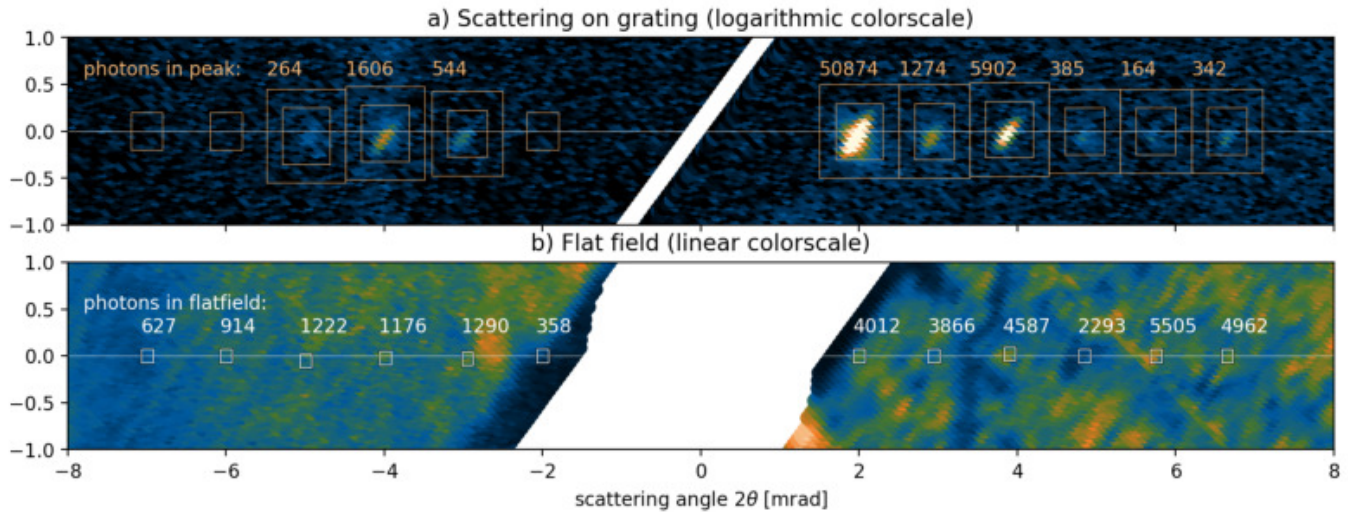 a) Scattering on grating (logarithmic colorscale)
1.0
photons in peak: 264 1606 544 50874 1274 5902 385 164 342
0.5
0.0
−0.5
−1.0
b) Flat field (linear colorscale)
1.0
photons in flatfield:
0.5
627 914 1222 1176 1290 358 4012 3866 4587 2293 5505 4962
0.0
−0.5
−1.0
−8 −6 −4 −2 0 2 4 6 8
scattering angle 2θ [mrad]